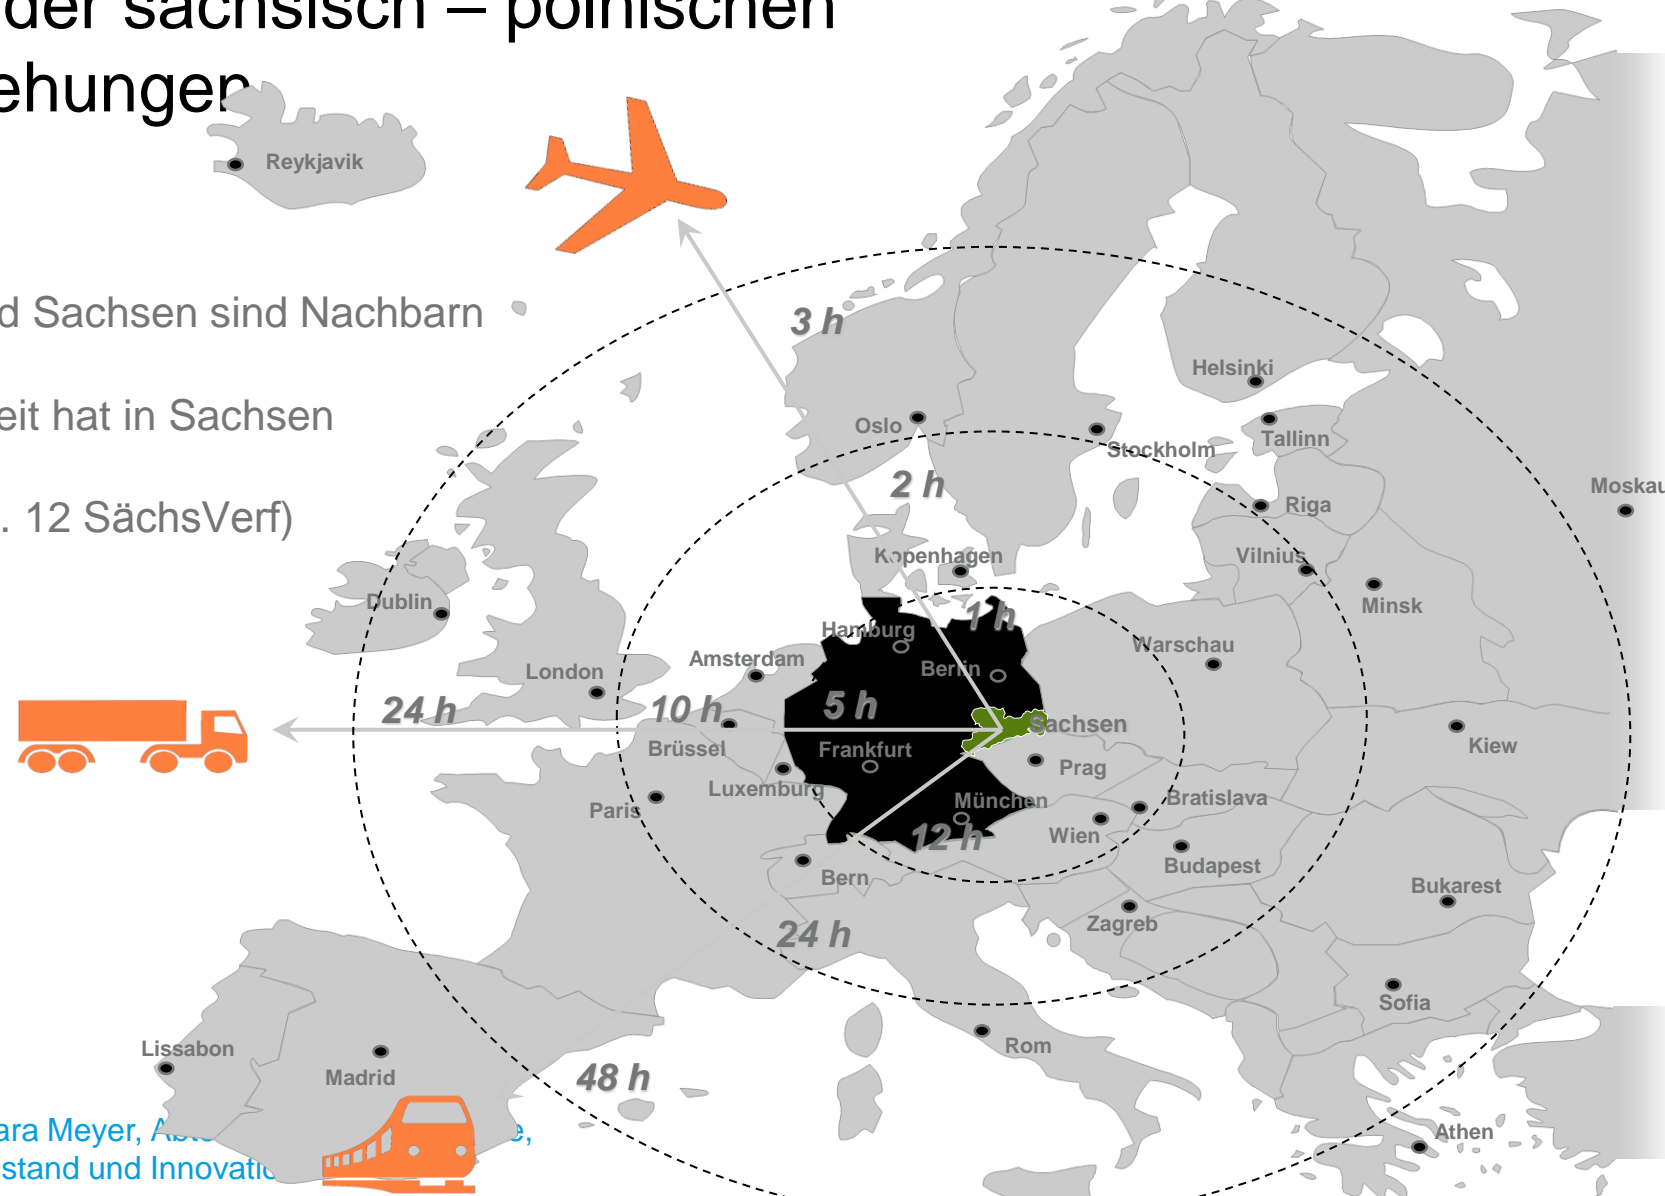 der sächsisch – polnischen
ehungen
Reykjavik
d Sachsen sind Nachbarn
3 h
Helsinki
eit hat in Sachsen
Oslo
Stockholm
Tallinn
2 h
Moskau
Riga
. 12 SächsVerf)
Kopenhagen
Vilnius
Dublin
Minsk
1 h
Hamburg
Warschau
Amsterdam
Berlin
London
24 h
10 h
5 h
Sachsen
Brüssel
Frankfurt
Kiew
Prag
Luxemburg
München
Bratislava
Paris
12 h
Wien
Budapest
Bern
Bukarest
Zagreb
24 h
Sofia
Lissabon
Rom
Madrid
48 h
Athen
ara Meyer,
stand und